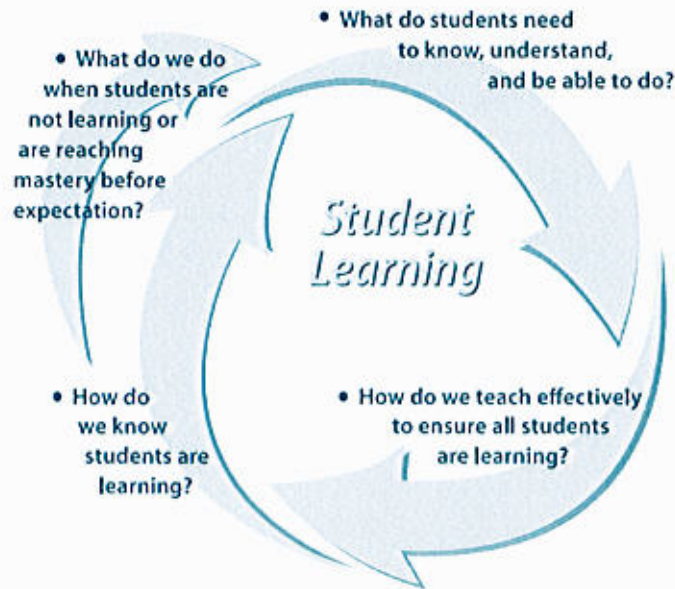 • What do students need
to know, understand,
and be able to do?
• What do we do
when students are
not learning or
are reaching
mastery before
expectation?
Student
Learning
• How do we teach effectively
to ensure all students
are learning?
• How do
we know
students are
learning?